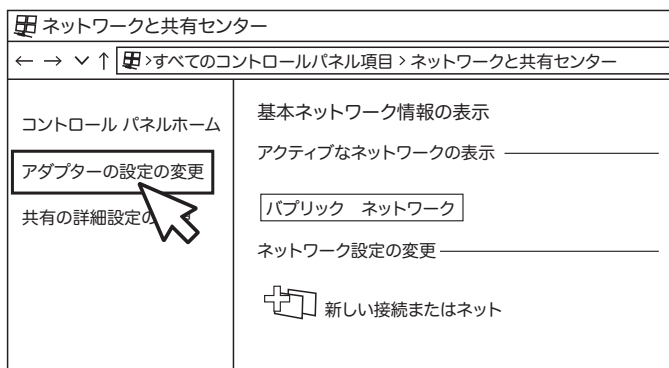 ネットワークと共有センター
← → ∨ ↑ ›すべてのコントロールパネル項目 › ネットワークと共有センター
コントロール パネルホーム
アダプターの設定の変更
共有の詳細設定の
基本ネットワーク情報の表示
アクティブなネットワークの表示
パブリック ネットワーク
ネットワーク設定の変更
新しい接続またはネット